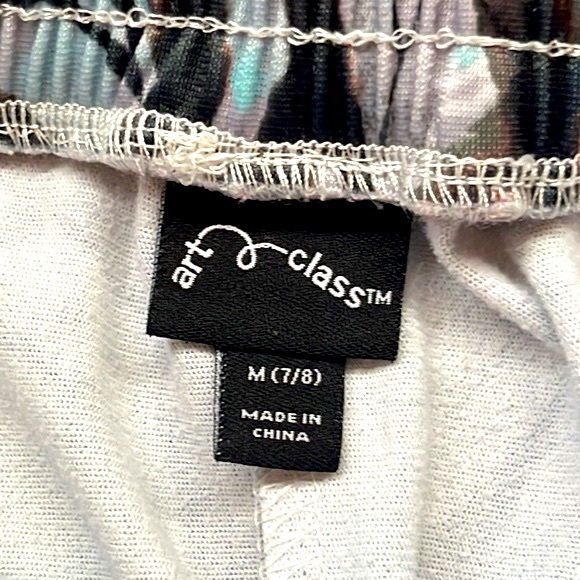 art class™
M (7/8)
MADE IN
CHINA